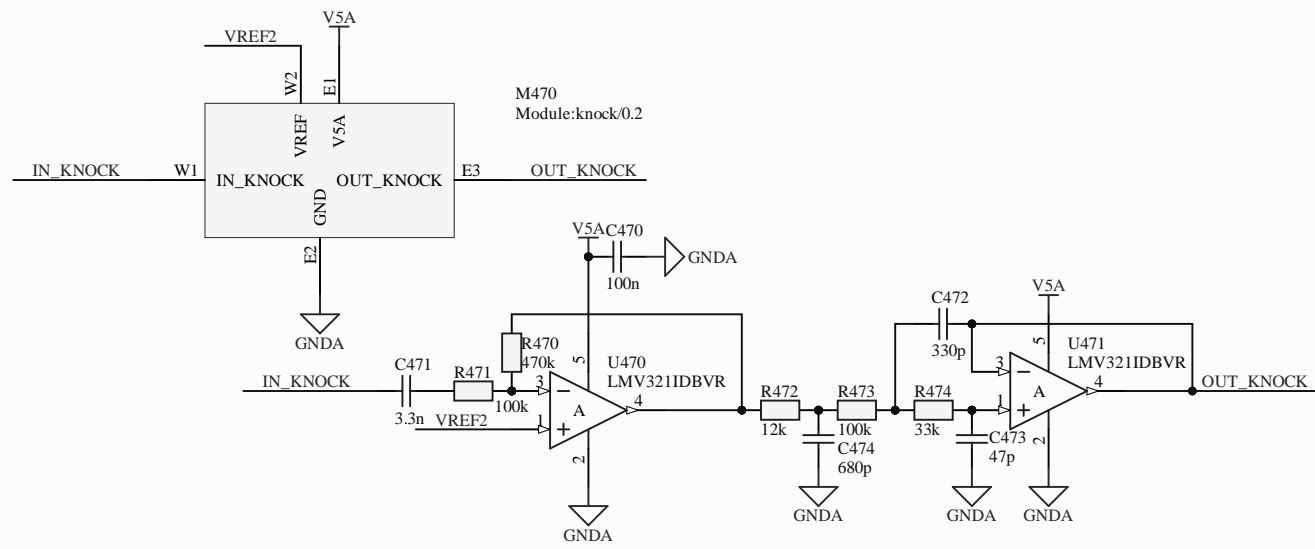 V5A
VREF2
W2
E1
M470
Module:knock/0.2
VREF
V5A
IN_KNOCK
W1
IN_KNOCK
OUT_KNOCK
E3
OUT_KNOCK
GND
E2
GNDA
V5A
C470
100n
GNDA
C472
330p
V5A
R470
470k
5
U470
LMV321IDBVR
5
U471
LMV321IDBVR
IN_KNOCK
C471
3.3n
R471
100k
3
A
4
VREF2
1
2
GNDA
R472
12k
R473
100k
R474
33k
3
1
A
4
OUT_KNOCK
C474
680p
C473
47p
2
GNDA
GNDA
GNDA